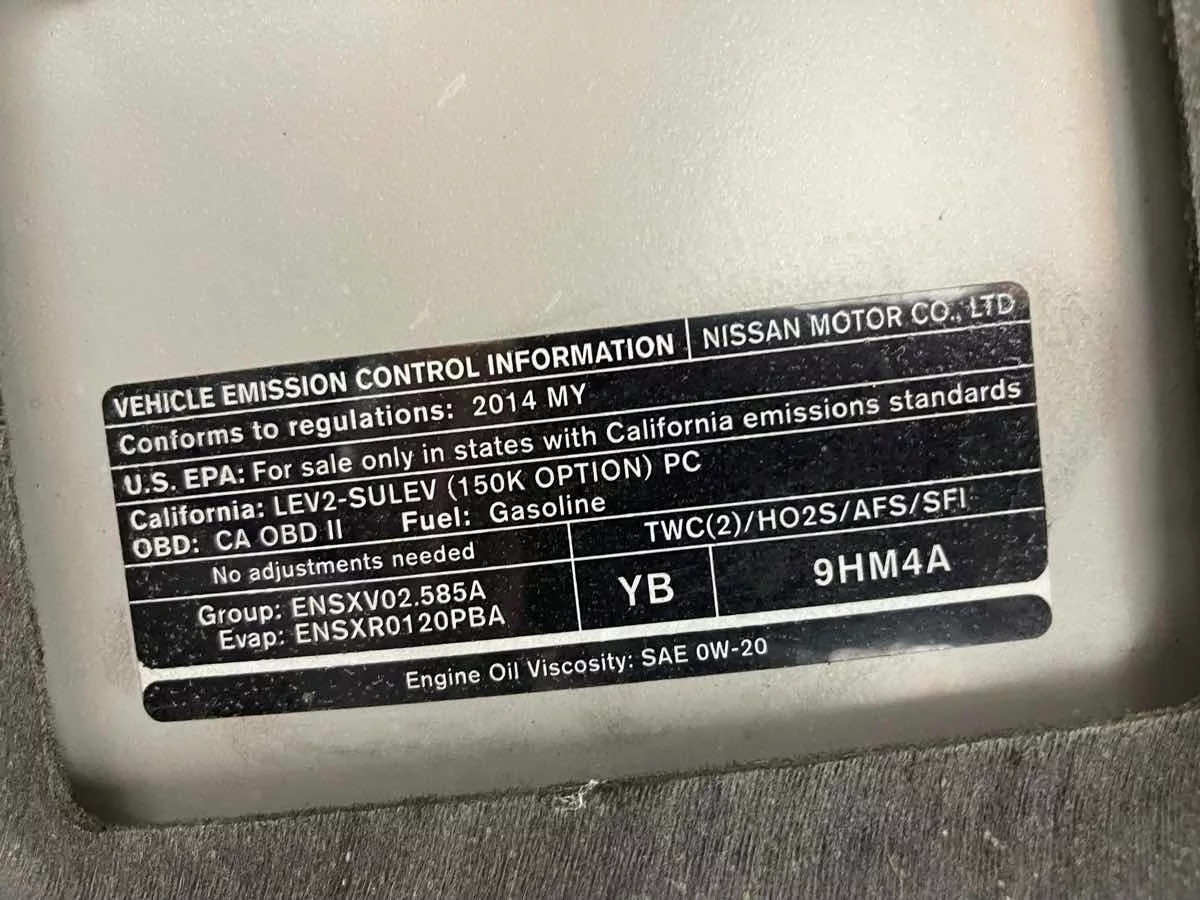 VEHICLE EMISSION CONTROL INFORMATION NISSAN MOTOR CO., LTD
Conforms to regulations: 2014 MY
U.S. EPA: For sale only in states with California emissions standards
California: LEV2-SULEV (150K OPTION) PC
OBD: CA OBD II Fuel: Gasoline
No adjustments needed TWC(2)/HO2S/AFS/SFI
Group: ENSXV02.585A
Evap: ENSXR0120PBA
YB 9HM4A
Engine Oil Viscosity: SAE 0W-20